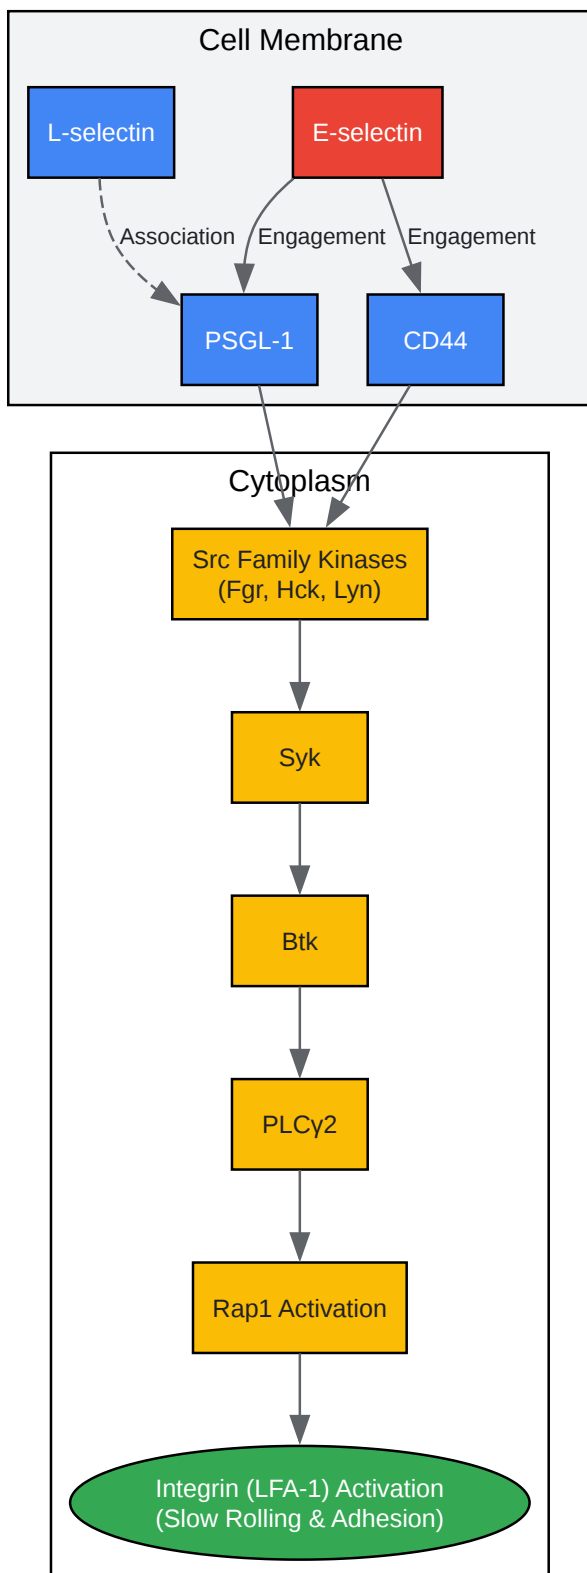 Cell Membrane
L-selectin
E-selectin
Association
Engagement
Engagement
PSGL-1
CD44
Cytoplasm
Src Family Kinases
(Fgr, Hck, Lyn)
Syk
Btk
PLCγ2
Rap1 Activation
Integrin (LFA-1) Activation
(Slow Rolling & Adhesion)